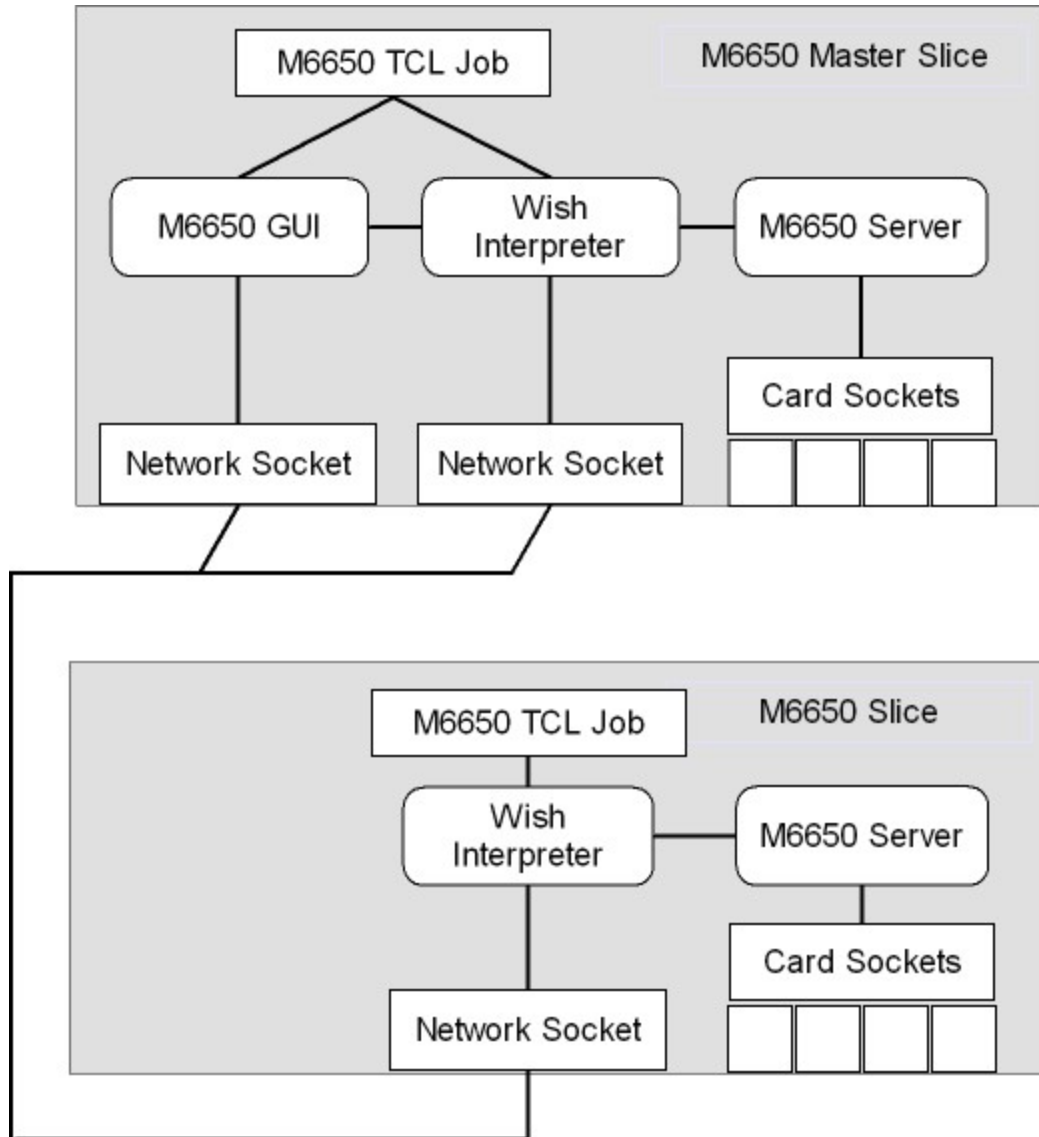 M6650 TCL Job
M6650 Master Slice
M6650 GUI
Wish
Interpreter
M6650 Server
Card Sockets
Network Socket
Network Socket
M6650 TCL Job
M6650 Slice
Wish
Interpreter
M6650 Server
Card Sockets
Network Socket